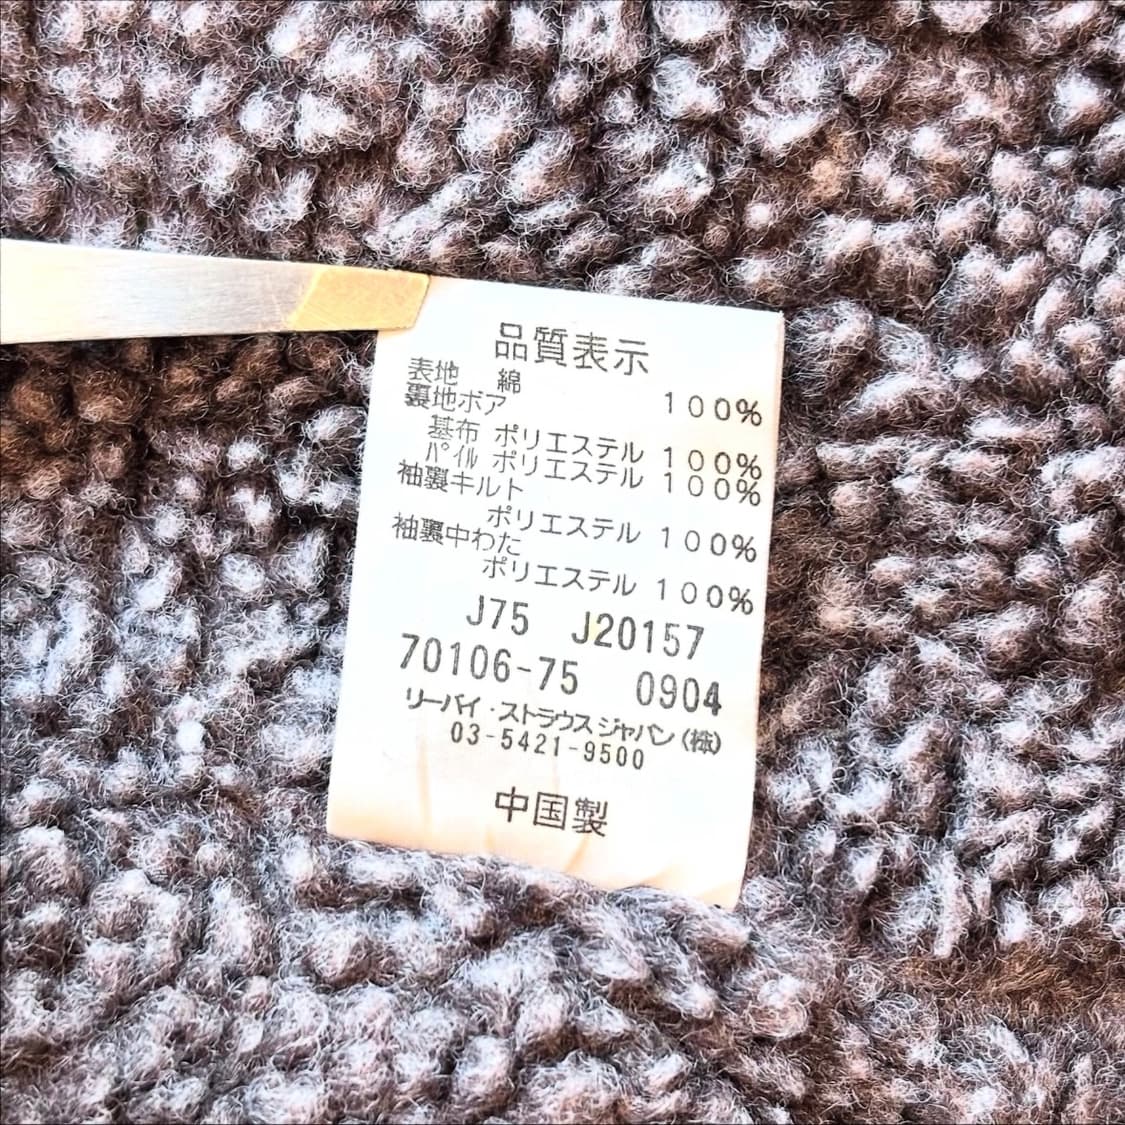 品質表示
表地 綿 100%
裏地ボア
基布 ポリエステル 100%
パイル ポリエステル 100%
袖裏キルト
ポリエステル 100%
袖裏中わた
ポリエステル 100%
J75 J20157
70106-75 0904
リーバイ・ストラウスジャパン(株)
03-5421-9500
中国製